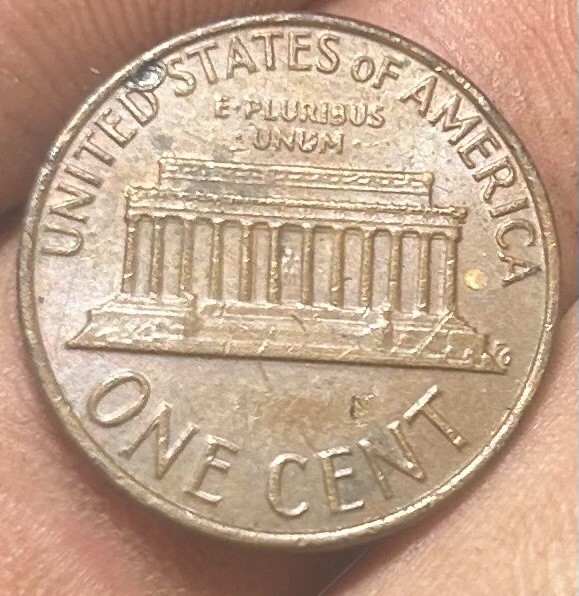 UNITED STATES OF AMERICA
E·PLURIBUS
·UNUM·
ONE CENT